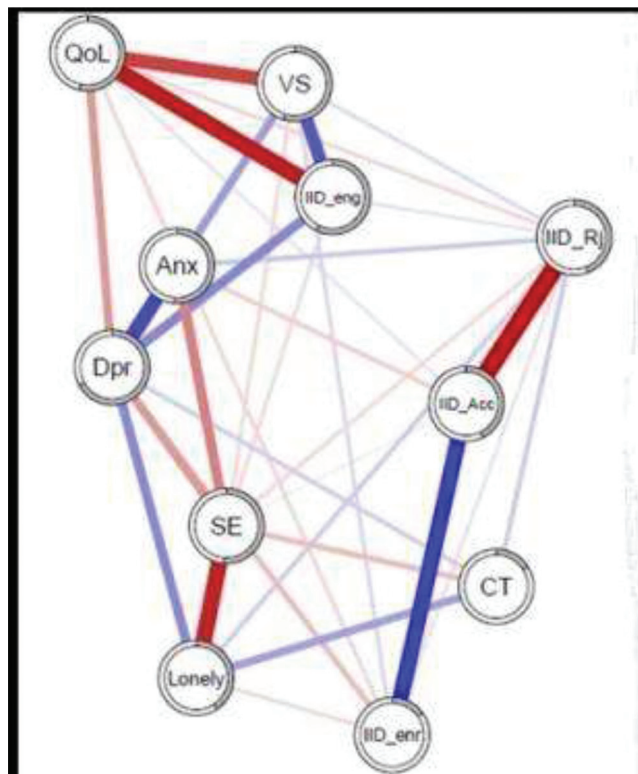 QoL
VS
IID_eng
IID_Rj
Anx
Dpr
IID_Acc
SE
CT
Lonely
IID_enr